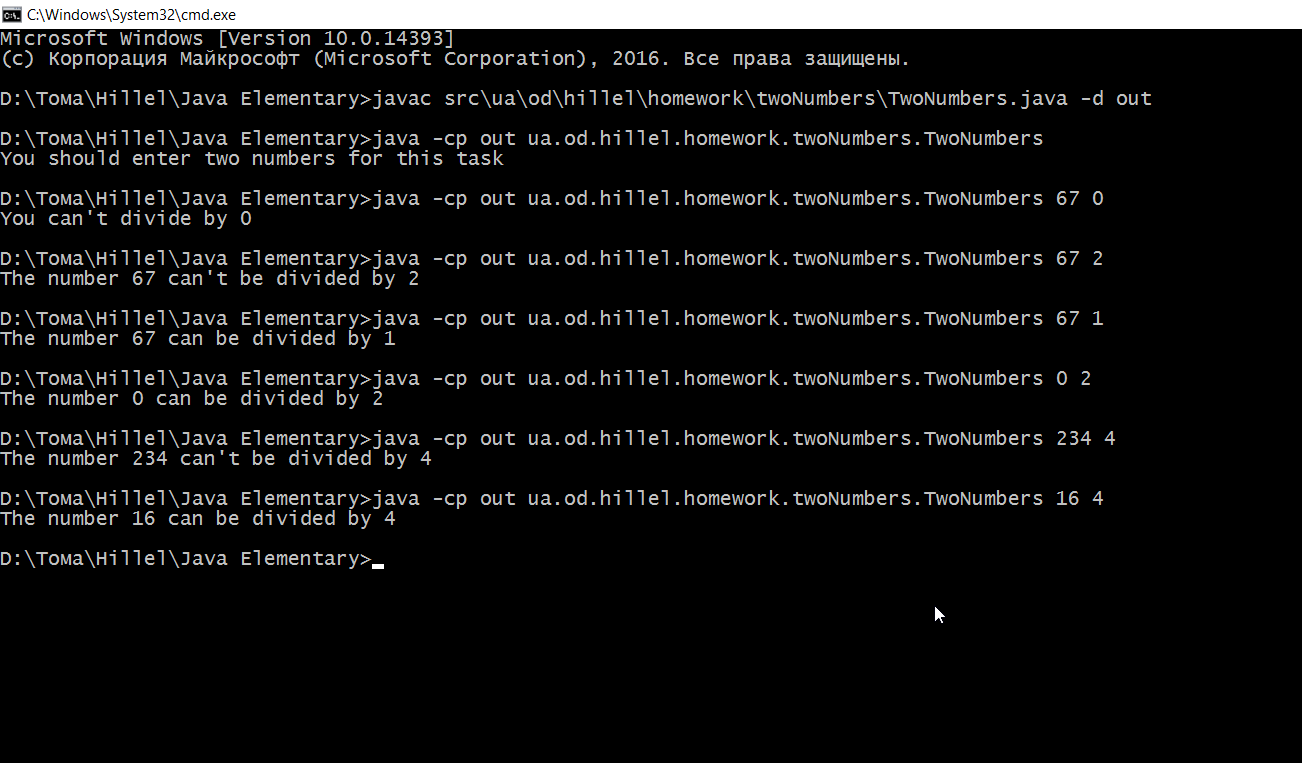 C:\Windows\System32\cmd.exe
Microsoft Windows [Version 10.0.14393]
(c) Корпорация Майкрософт (Microsoft Corporation), 2016. Все права защищены.
D:\Тома\Hillel\Java Elementary>javac src\ua\od\hillel\homework\twoNumbers\TwoNumbers.java -d out
D:\Тома\Hillel\Java Elementary>java -cp out ua.od.hillel.homework.twoNumbers.TwoNumbers
You should enter two numbers for this task
D:\Тома\Hillel\Java Elementary>java -cp out ua.od.hillel.homework.twoNumbers.TwoNumbers 67 0
You can't divide by 0
D:\Тома\Hillel\Java Elementary>java -cp out ua.od.hillel.homework.twoNumbers.TwoNumbers 67 2
The number 67 can't be divided by 2
D:\Тома\Hillel\Java Elementary>java -cp out ua.od.hillel.homework.twoNumbers.TwoNumbers 67 1
The number 67 can be divided by 1
D:\Тома\Hillel\Java Elementary>java -cp out ua.od.hillel.homework.twoNumbers.TwoNumbers 0 2
The number 0 can be divided by 2
D:\Тома\Hillel\Java Elementary>java -cp out ua.od.hillel.homework.twoNumbers.TwoNumbers 234 4
The number 234 can't be divided by 4
D:\Тома\Hillel\Java Elementary>java -cp out ua.od.hillel.homework.twoNumbers.TwoNumbers 16 4
The number 16 can be divided by 4
D:\Тома\Hillel\Java Elementary>